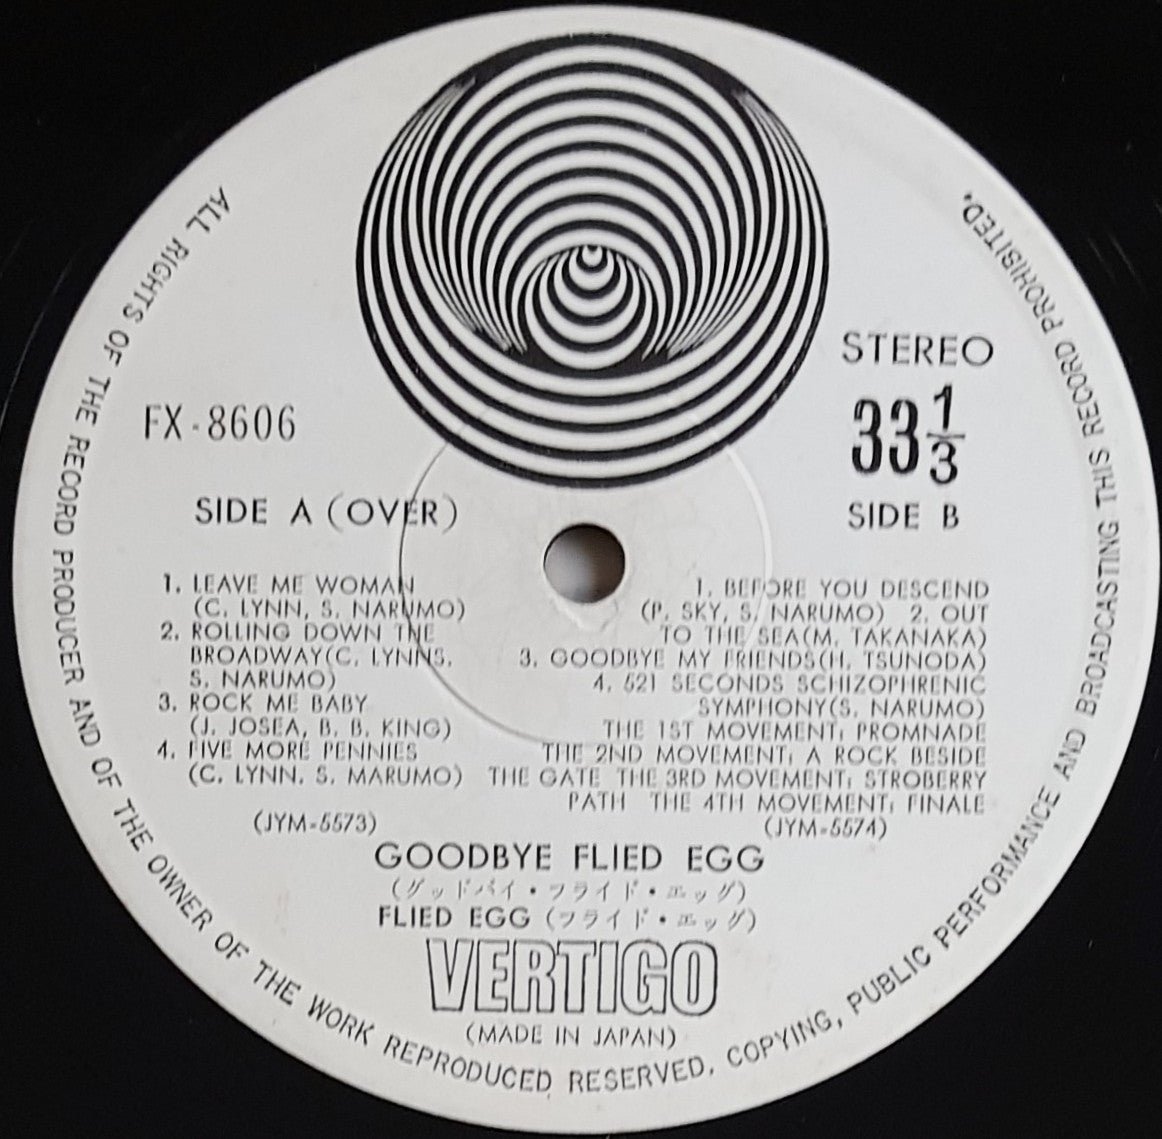 ALL RIGHTS OF THE RECORD PRODUCER AND OF THE OWNER OF THE WORK REPRODUCED RESERVED. COPYING, PUBLIC PERFORMANCE AND BROADCASTING THIS RECORD PROHIBITED.
STEREO
FX-8606
33 1/3
SIDE A (OVER)
SIDE B
1. LEAVE ME WOMAN
(C. LYNN, S. NARUMO)
2. ROLLING DOWN THE
BROADWAY(C. LYNNS.
S. NARUMO)
3. ROCK ME BABY
(J. JOSEA, B. B. KING)
4. FIVE MORE PENNIES
(C. LYNN. S. MARUMO)
(JYM-5573)
1. BEFORE YOU DESCEND
(P. SKY, S. NARUMO) 2. OUT
TO THE SEA(M. TAKANAKA)
3. GOODBYE MY FRIENDS(H. TSUNODA)
4. 521 SECONDS SCHIZOPHRENIC
SYMPHONY(S. NARUMO)
THE 1ST MOVEMENT: PROMNADE
THE 2ND MOVEMENT: A ROCK BESIDE
THE GATE THE 3RD MOVEMENT: STROBERRY
PATH THE 4TH MOVEMENT: FINALE
(JYM-5574)
GOODBYE FLIED EGG
(グッドバイ・フライド・エッグ)
FLIED EGG (フライド・エッグ)
VERTIGO
(MADE IN JAPAN)